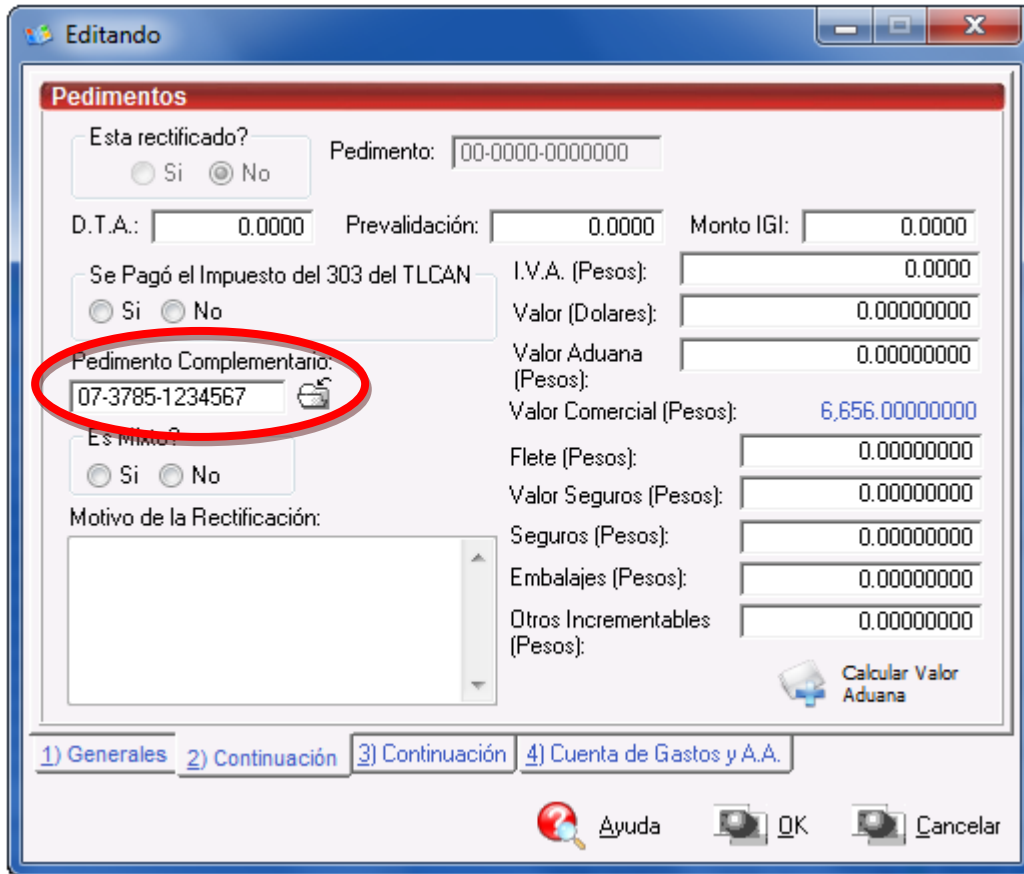 Editando
Pedimentos
Esta rectificado?
Si No
Pedimento: 00-0000-0000000
D.T.A.: 0.0000 Prevalidación: 0.0000 Monto IGI: 0.0000
Se Pagó el Impuesto del 303 del TLCAN
Si No
I.V.A. (Pesos): 0.0000
Valor (Dolares): 0.00000000
Pedimento Complementario:
07-3785-1234567
Valor Aduana
(Pesos): 0.00000000
Valor Comercial (Pesos): 6,656.00000000
Es Mixto?
Si No
Flete (Pesos): 0.00000000
Valor Seguros (Pesos): 0.00000000
Motivo de la Rectificación:
Seguros (Pesos): 0.00000000
Embalajes (Pesos): 0.00000000
Otros Incrementables
(Pesos): 0.00000000
Calcular Valor
Aduana
1) Generales 2) Continuación 3) Continuación 4) Cuenta de Gastos y A.A.
Ayuda OK Cancelar